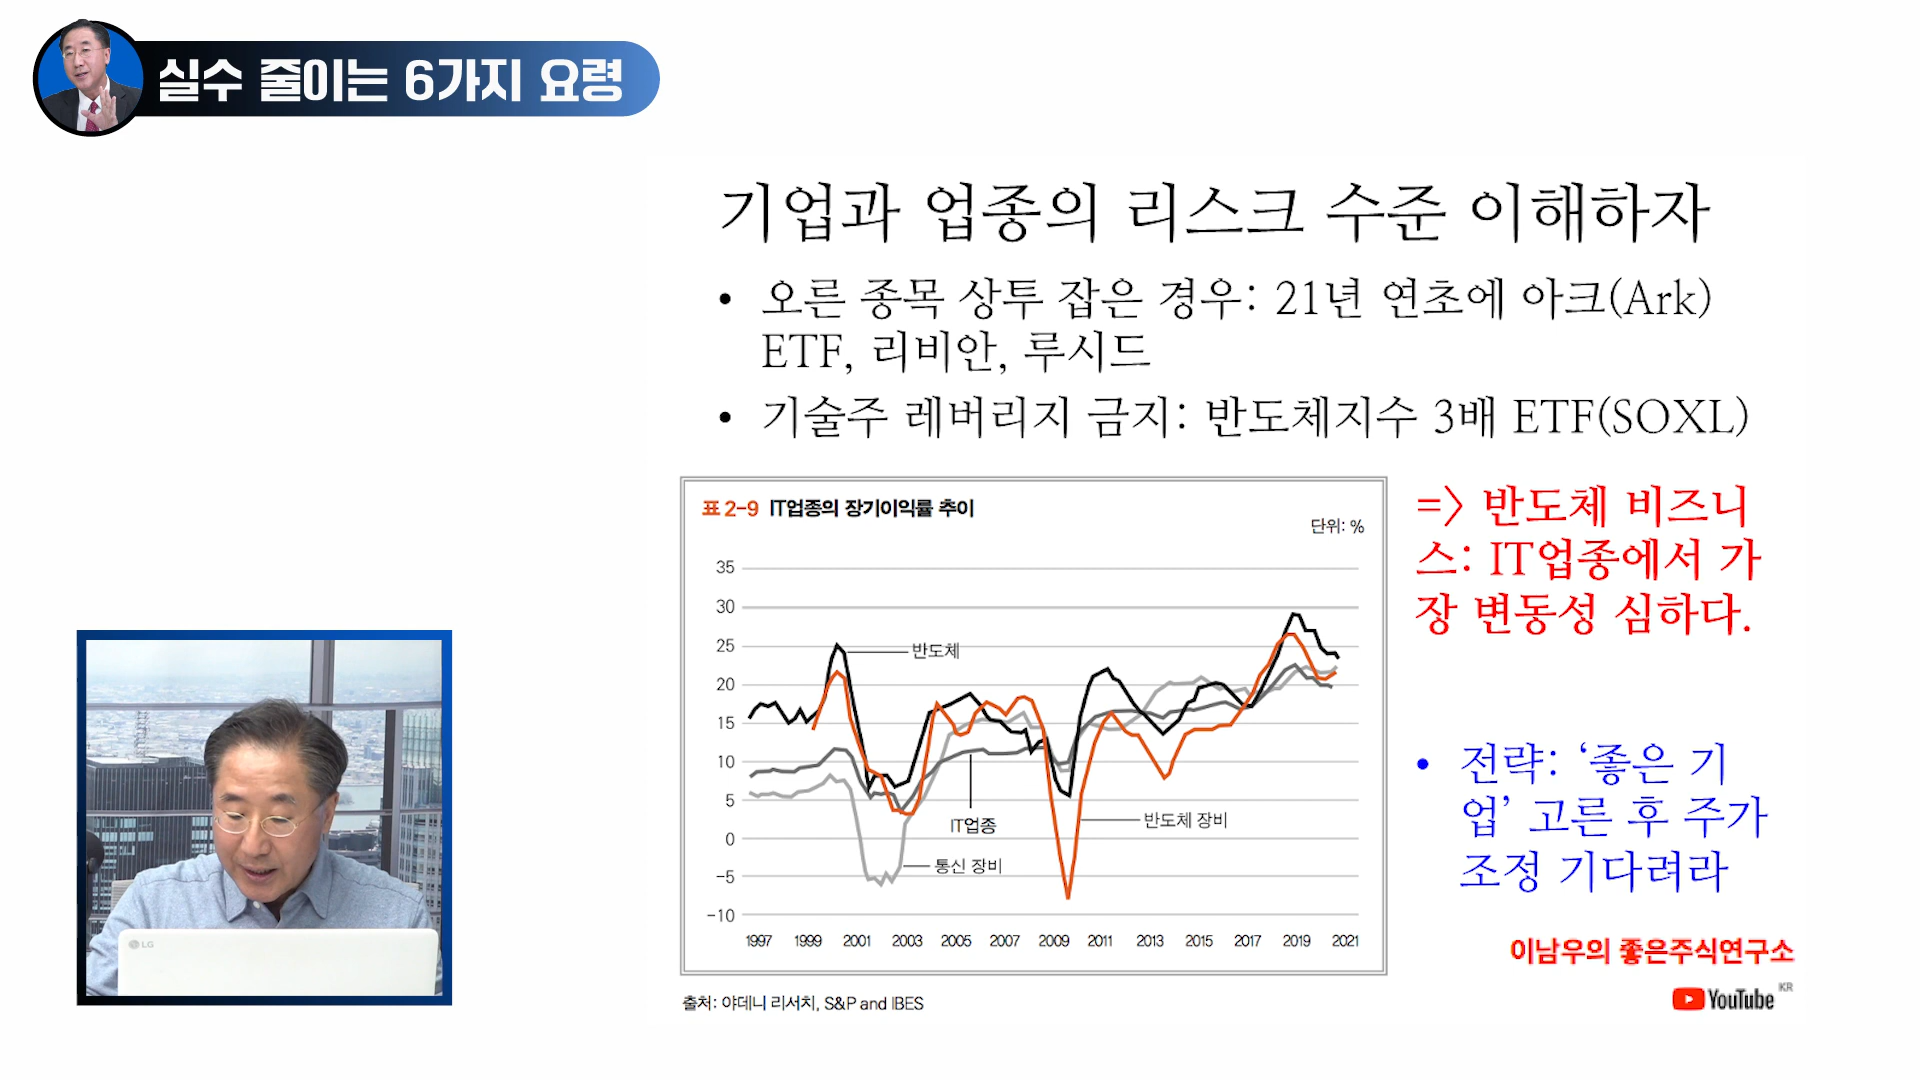 실수 줄이는 6가지 요령
기업과 업종의 리스크 수준 이해하자
• 오른 종목 상투 잡은 경우: 21년 연초에 아크(Ark)
ETF, 리비안, 루시드
• 기술주 레버리지 금지: 반도체지수 3배 ETF(SOXL)
표 2-9 IT업종의 장기이익률 추이
단위: %
35
30
25
20
15
10
5
0
-5
-10
반도체
IT업종
반도체 장비
통신 장비
1997 1999 2001 2003 2005 2007 2009 2011 2013 2015 2017 2019 2021
출처: 야데니 리서치, S&P and IBES
=> 반도체 비즈니
스: IT업종에서 가
장 변동성 심하다.
• 전략: ‘좋은 기
업’ 고른 후 주가
조정 기다려라
이남우의 좋은주식연구소
YouTube KR
LG